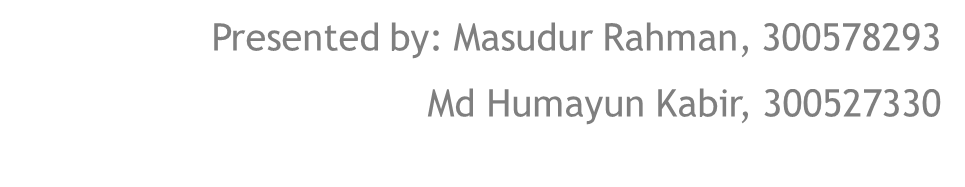 Presented by: Masudur Rahman, 300578293
Md Humayun Kabir, 300527330